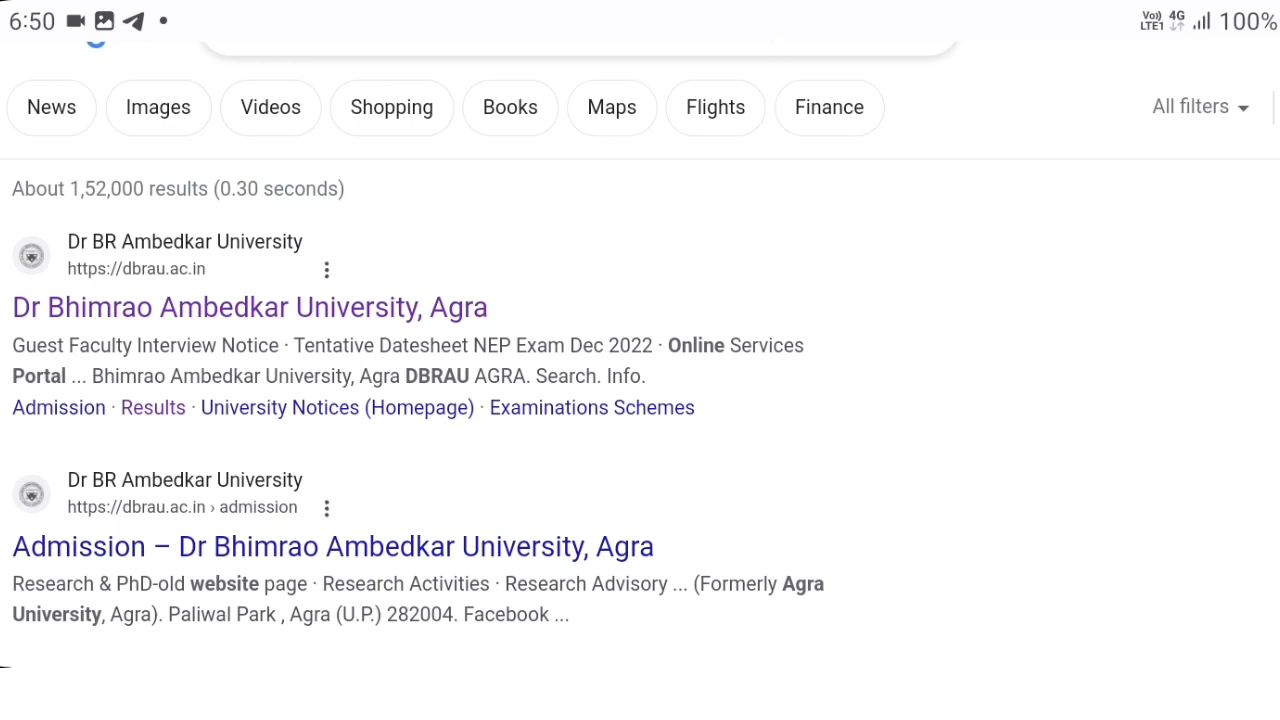 6:50 Vo)) LTE1 4G 100%
News Images Videos Shopping Books Maps Flights Finance All filters
About 1,52,000 results (0.30 seconds)
Dr BR Ambedkar University
https://dbrau.ac.in
Dr Bhimrao Ambedkar University, Agra
Guest Faculty Interview Notice · Tentative Datesheet NEP Exam Dec 2022 · Online Services
Portal ... Bhimrao Ambedkar University, Agra DBRAU AGRA. Search. Info.
Admission · Results · University Notices (Homepage) · Examinations Schemes
Dr BR Ambedkar University
https://dbrau.ac.in › admission
Admission – Dr Bhimrao Ambedkar University, Agra
Research & PhD-old website page · Research Activities · Research Advisory ... (Formerly Agra
University, Agra). Paliwal Park , Agra (U.P.) 282004. Facebook ...